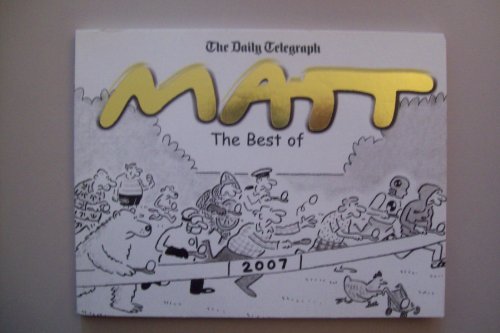 The Daily Telegraph
MATT
The Best of
2007